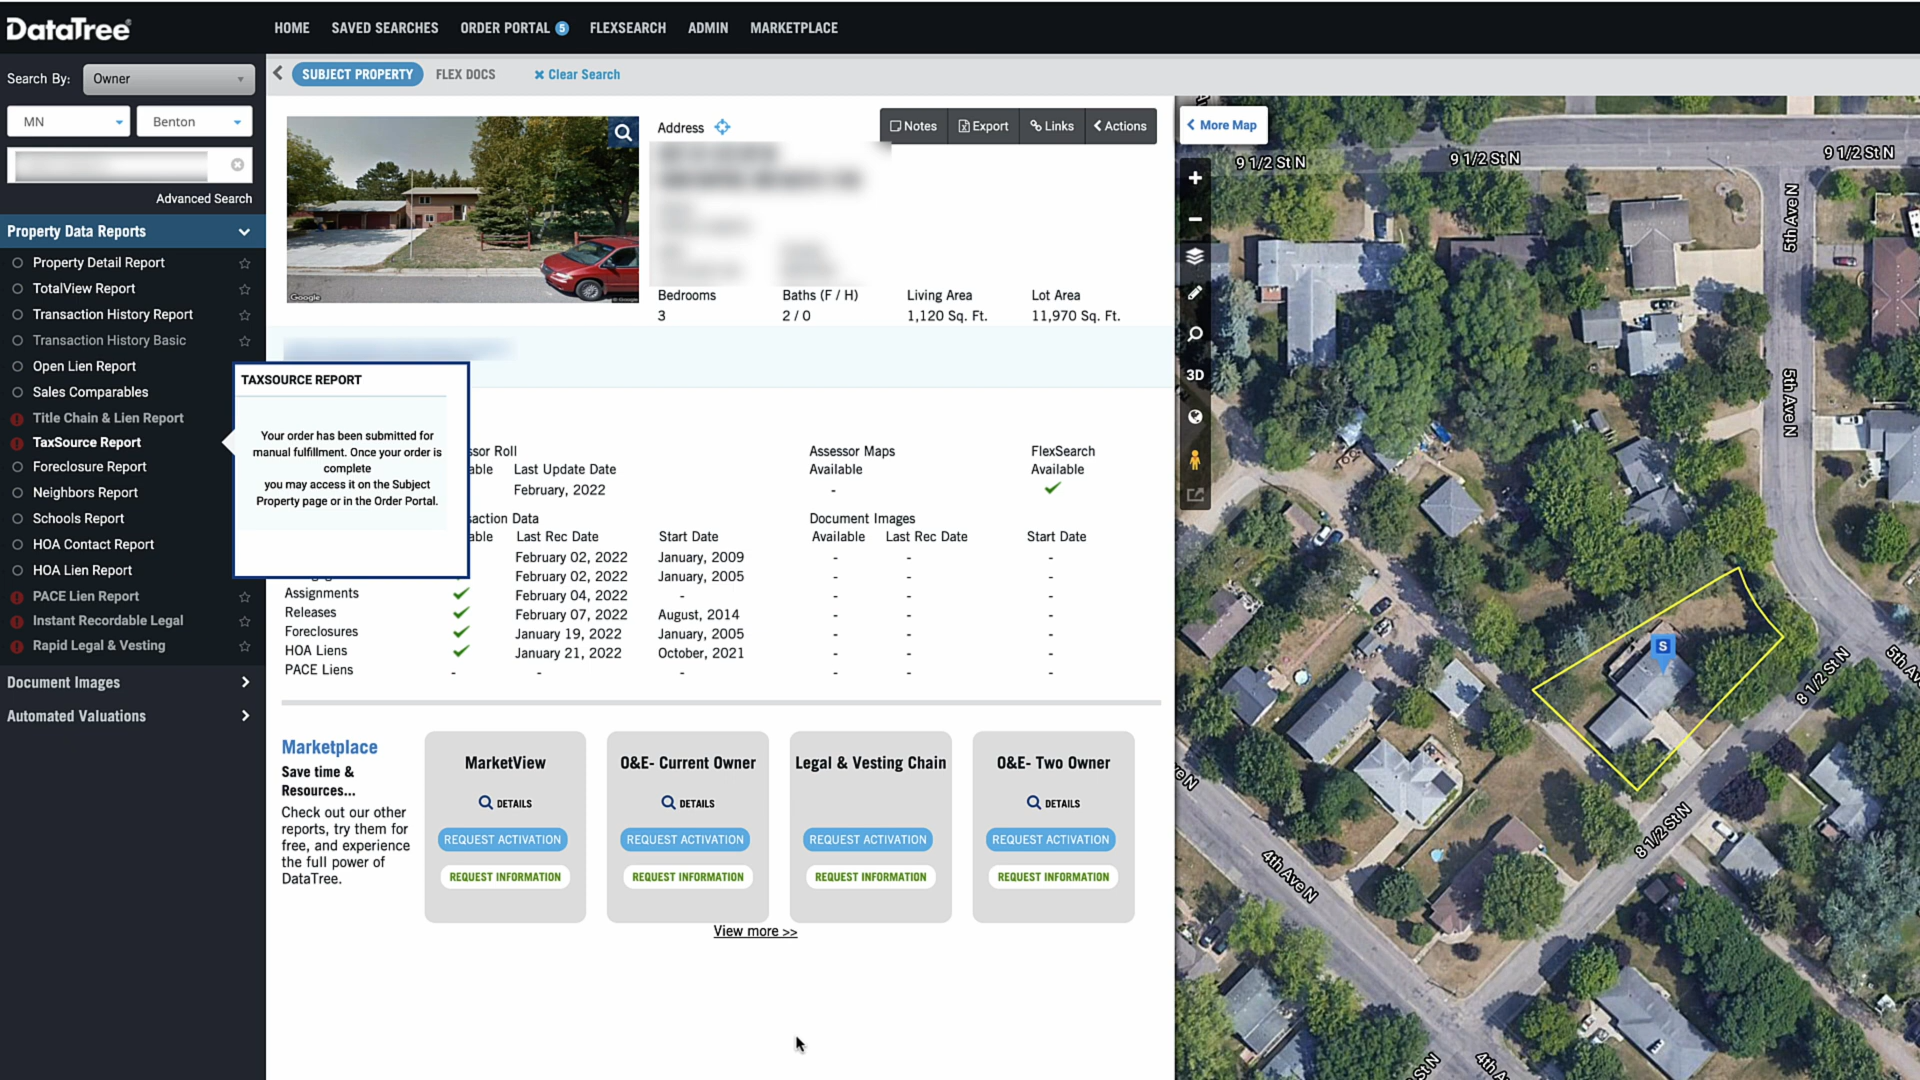 DataTree
HOME SAVED SEARCHES ORDER PORTAL 5 FLEXSEARCH ADMIN MARKETPLACE
Search By: Owner
MN Benton
Advanced Search
Property Data Reports
Property Detail Report
TotalView Report
Transaction History Report
Transaction History Basic
Open Lien Report
Sales Comparables
Title Chain & Lien Report
TaxSource Report
Foreclosure Report
Neighbors Report
Schools Report
HOA Contact Report
HOA Lien Report
PACE Lien Report
Instant Recordable Legal
Rapid Legal & Vesting
Document Images
Automated Valuations
SUBJECT PROPERTY FLEX DOCS Clear Search
Google
© Google
Address
Notes Export Links Actions
Bedrooms Baths (F / H) Living Area Lot Area
3 2 / 0 1,120 Sq. Ft. 11,970 Sq. Ft.
TAXSOURCE REPORT
Your order has been submitted for
manual fulfillment. Once your order is
complete
you may access it on the Subject
Property page or in the Order Portal.
ssor Roll Assessor Maps FlexSearch
able Last Update Date Available Available
February, 2022 -
saction Data Document Images
able Last Rec Date Start Date Available Last Rec Date Start Date
February 02, 2022 January, 2009 - - -
February 02, 2022 January, 2005 - - -
Assignments February 04, 2022 - - - -
Releases February 07, 2022 August, 2014 - - -
Foreclosures January 19, 2022 January, 2005 - - -
HOA Liens January 21, 2022 October, 2021 - - -
PACE Liens - - - - - -
Marketplace
Save time &
Resources...
Check out our other
reports, try them for
free, and experience
the full power of
DataTree.
MarketView
DETAILS
REQUEST ACTIVATION
REQUEST INFORMATION
O&E- Current Owner
DETAILS
REQUEST ACTIVATION
REQUEST INFORMATION
Legal & Vesting Chain
REQUEST ACTIVATION
REQUEST INFORMATION
O&E- Two Owner
DETAILS
REQUEST ACTIVATION
REQUEST INFORMATION
View more >>
More Map
3D
9 1/2 St N
9 1/2 St N
9 1/2 St N
5th Ave N
5th Ave N
S
8 1/2 St N
8 1/2 St N
4th Ave N